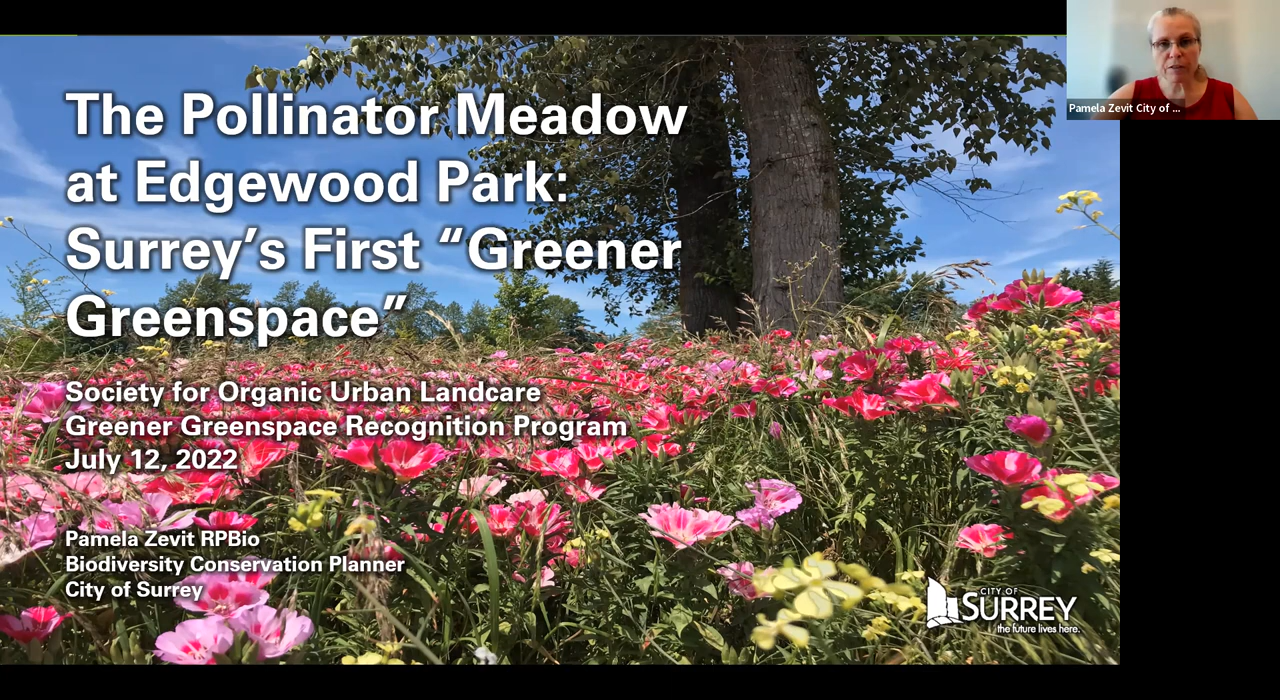 The Pollinator Meadow
at Edgewood Park:
Surrey’s First “Greener
Greenspace”
Society for Organic Urban Landcare
Greener Greenspace Recognition Program
July 12, 2022
Pamela Zevit RPBio
Biodiversity Conservation Planner
City of Surrey
CITY OF
SURREY
the future lives here.
Pamela Zevit City of ...